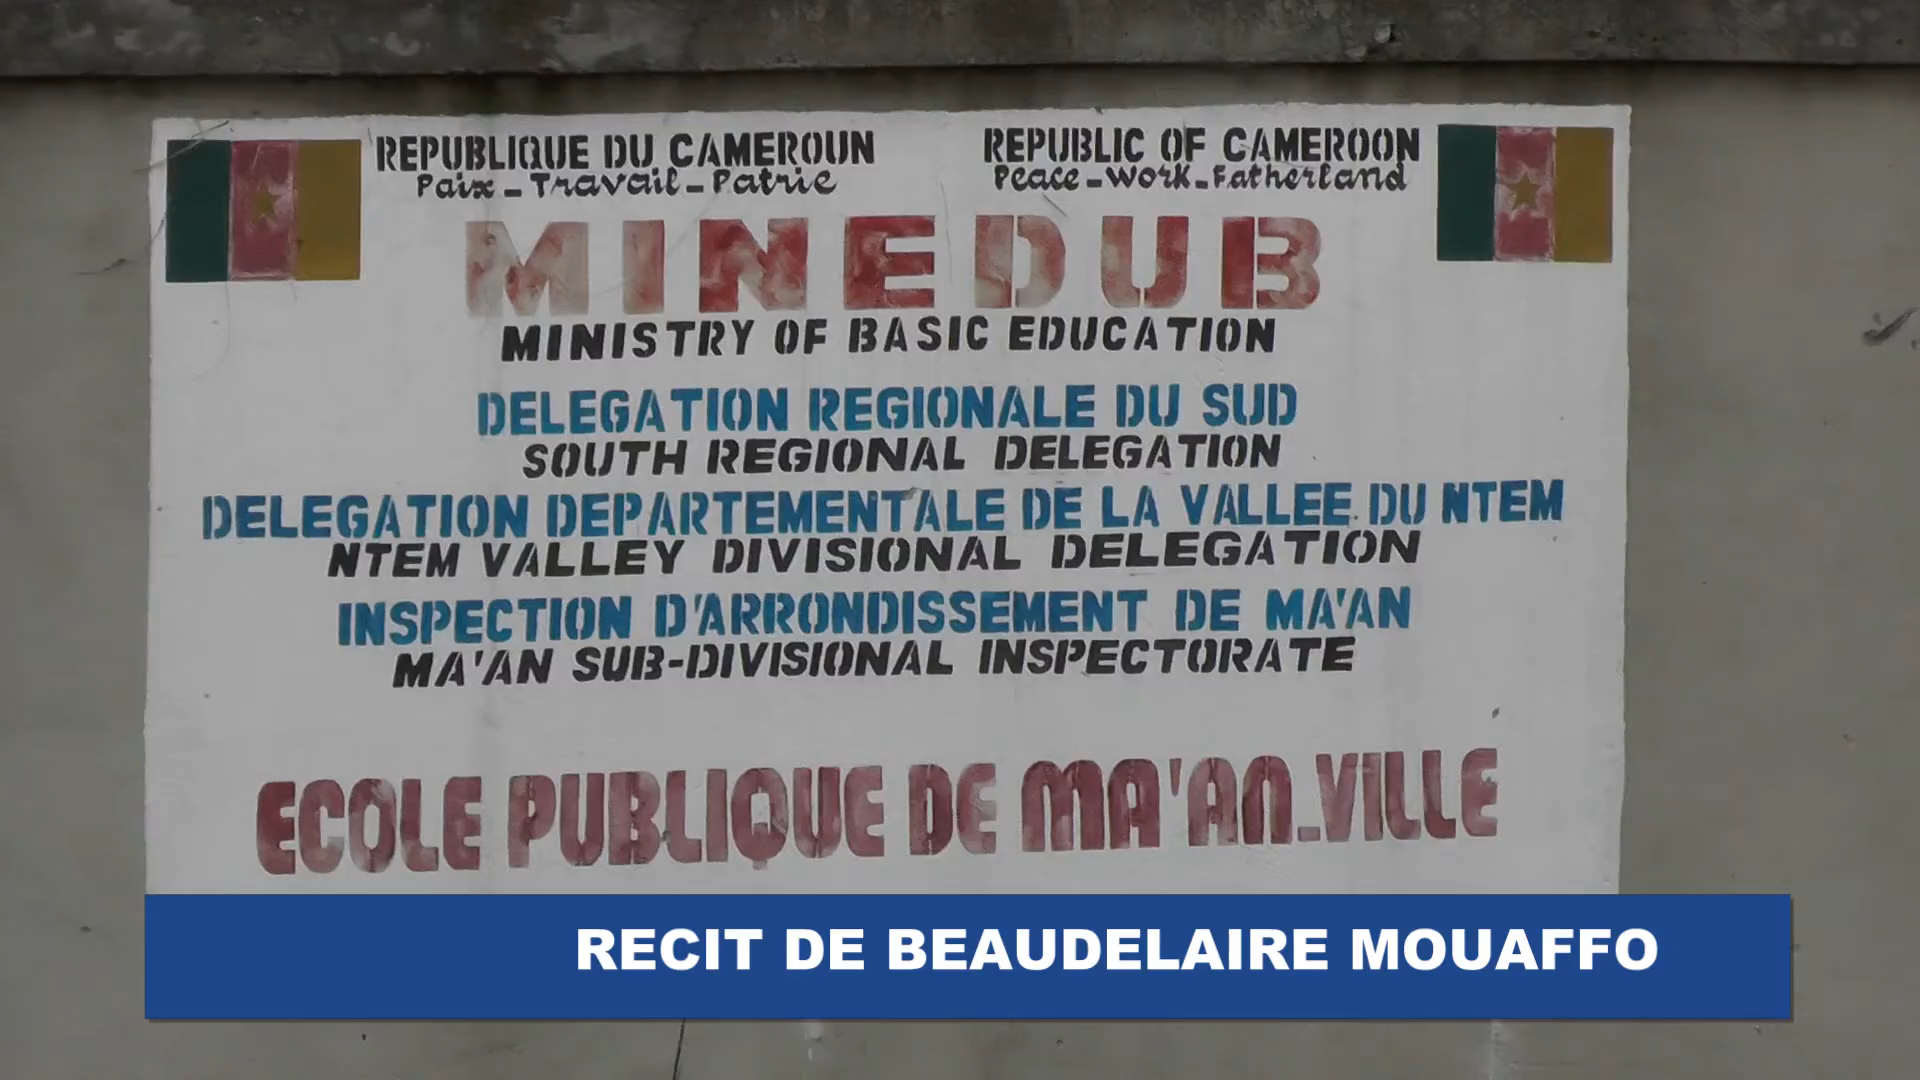 REPUBLIQUE DU CAMEROUN
Paix_Travail_Patrie
REPUBLIC OF CAMEROON
Peace_Work_Fatherland
MINEDUB
MINISTRY OF BASIC EDUCATION
DELEGATION REGIONALE DU SUD
SOUTH REGIONAL DELEGATION
DELEGATION DEPARTEMENTALE DE LA VALLEE DU NTEM
NTEM VALLEY DIVISIONAL DELEGATION
INSPECTION D'ARRONDISSEMENT DE MA'AN
MA'AN SUB-DIVISIONAL INSPECTORATE
ECOLE PUBLIQUE DE MA'AN_VILLE
RECIT DE BEAUDELAIRE MOUAFFO